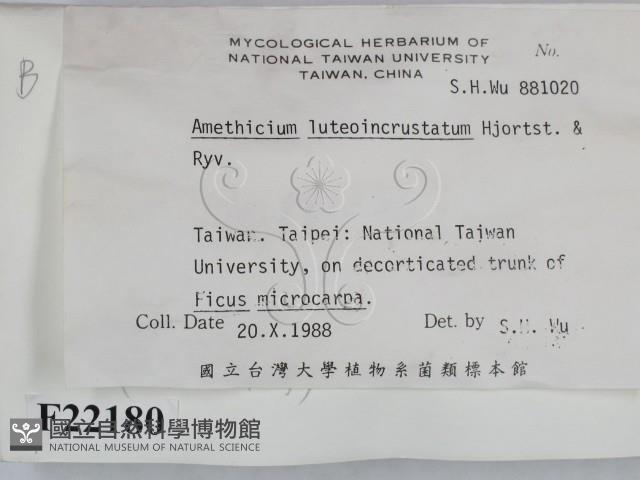 B
MYCOLOGICAL HERBARIUM OF
NATIONAL TAIWAN UNIVERSITY
TAIWAN, CHINA
No.
S.H.Wu 881020
Amethicium luteoincrustatum Hjortst. &
Ryv.
Taiwan. Taipei: National Taiwan
University, on decorticated trunk of
Ficus microcarpa.
Coll. Date 20.X.1988 Det. by S.H. Wu
國立台灣大學植物系菌類標本館
F22180
國立自然科學博物館
NATIONAL MUSEUM OF NATURAL SCIENCE